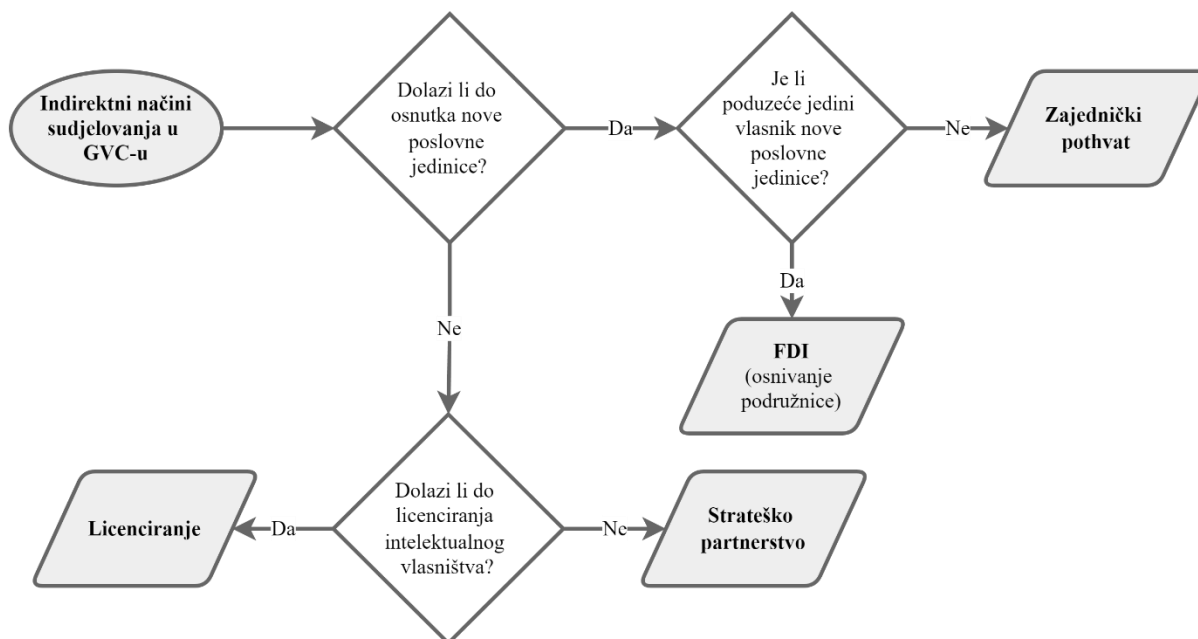 Indirektni načini
sudjelovanja u
GVC-u
Dolazi li do
osnutka nove
poslovne
jedinice?
Da
Je li
poduzeće jedini
vlasnik nove
poslovne
jedinice?
Ne
Zajednički
pothvat
Da
FDI
(osnivanje
podružnice)
Ne
Dolazi li do
licenciranja
intelektualnog
vlasništva?
Da
Licenciranje
Ne
Strateško
partnerstvo